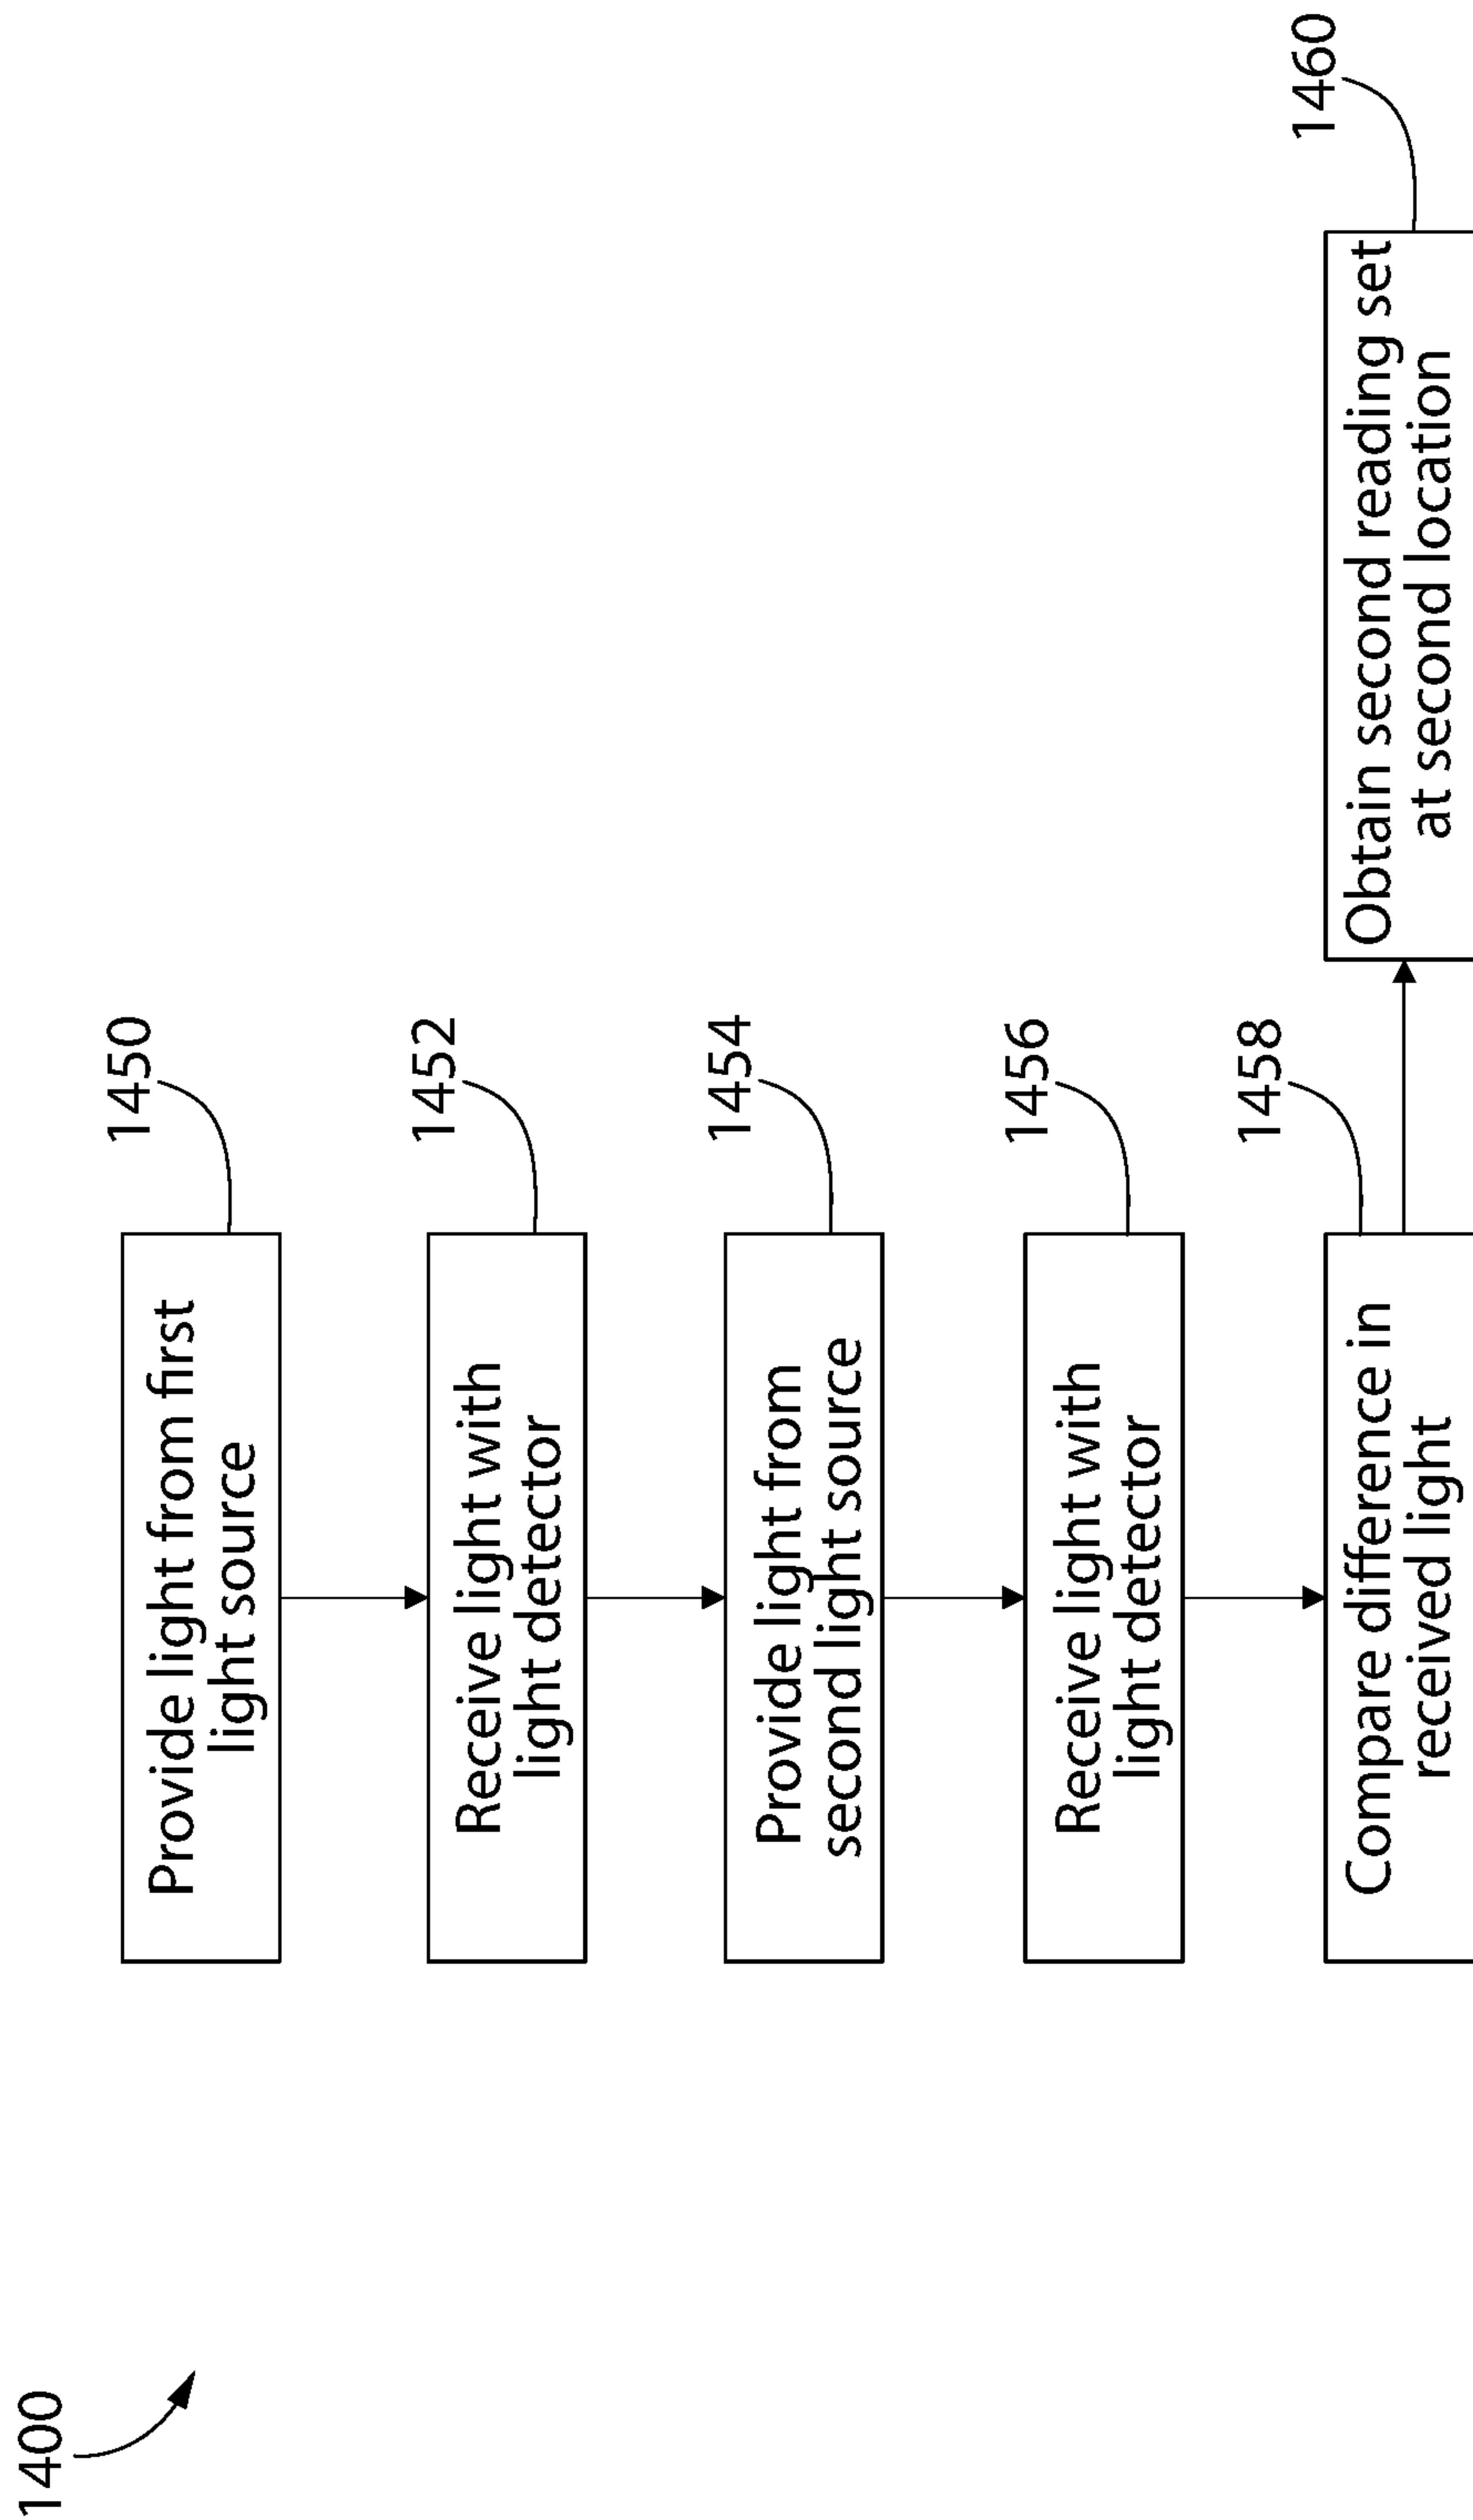 1400
1450
Provide light from first
light source
1452
Receive light with
light detector
1454
Provide light from
second light source
1456
Receive light with
light detector
1458
Compare difference in
received light
1460
Obtain second reading set
at second location